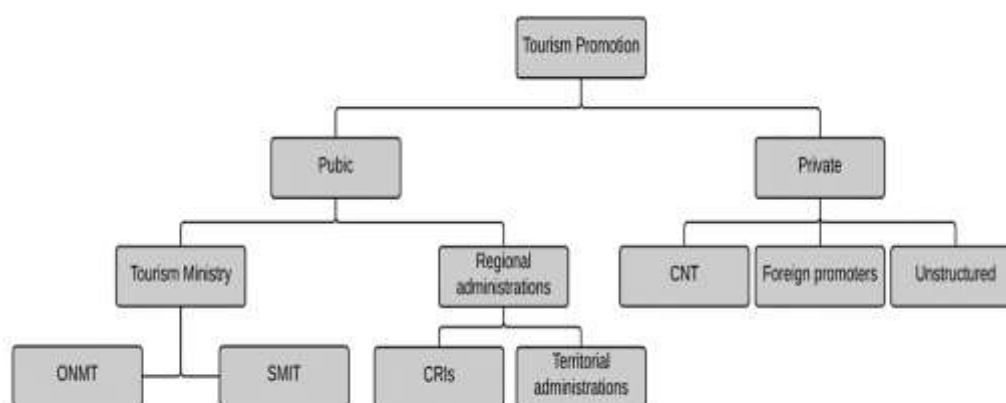 Tourism Promotion
Pubic
Private
Tourism Ministry
Regional
administrations
CNT
Foreign promoters
Unstructured
ONMT
SMIT
CRIs
Territorial
administrations